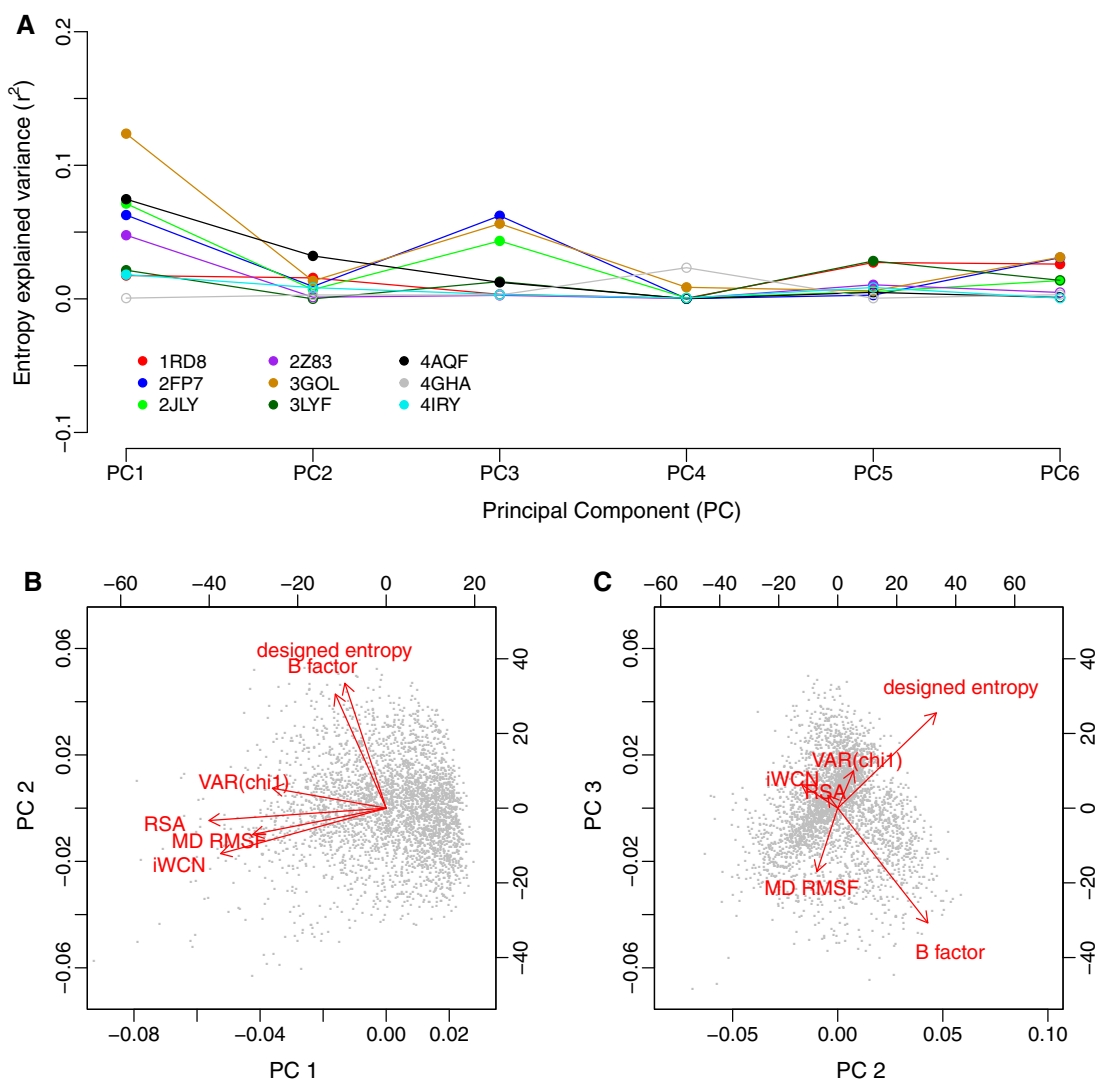 A
Entropy explained variance (r²)
0.2
0.1
0.0
−0.1
1RD8 2Z83 4AQF
2FP7 3GOL 4GHA
2JLY 3LYF 4IRY
PC1 PC2 PC3 PC4 PC5 PC6
Principal Component (PC)
B
−60 −40 −20 0 20
PC 2
0.06
0.02
−0.02
−0.06
40
20
0
−20
−40
designed entropy
B factor
VAR(chi1)
RSA
MD RMSF
iWCN
−0.08 −0.04 0.00 0.02
PC 1
C
−60 −40 −20 0 20 40 60
PC 3
0.06
0.02
−0.02
−0.06
40
20
0
−20
−40
designed entropy
VAR(chi1)
iWCN
RSA
MD RMSF
B factor
−0.05 0.00 0.05 0.10
PC 2